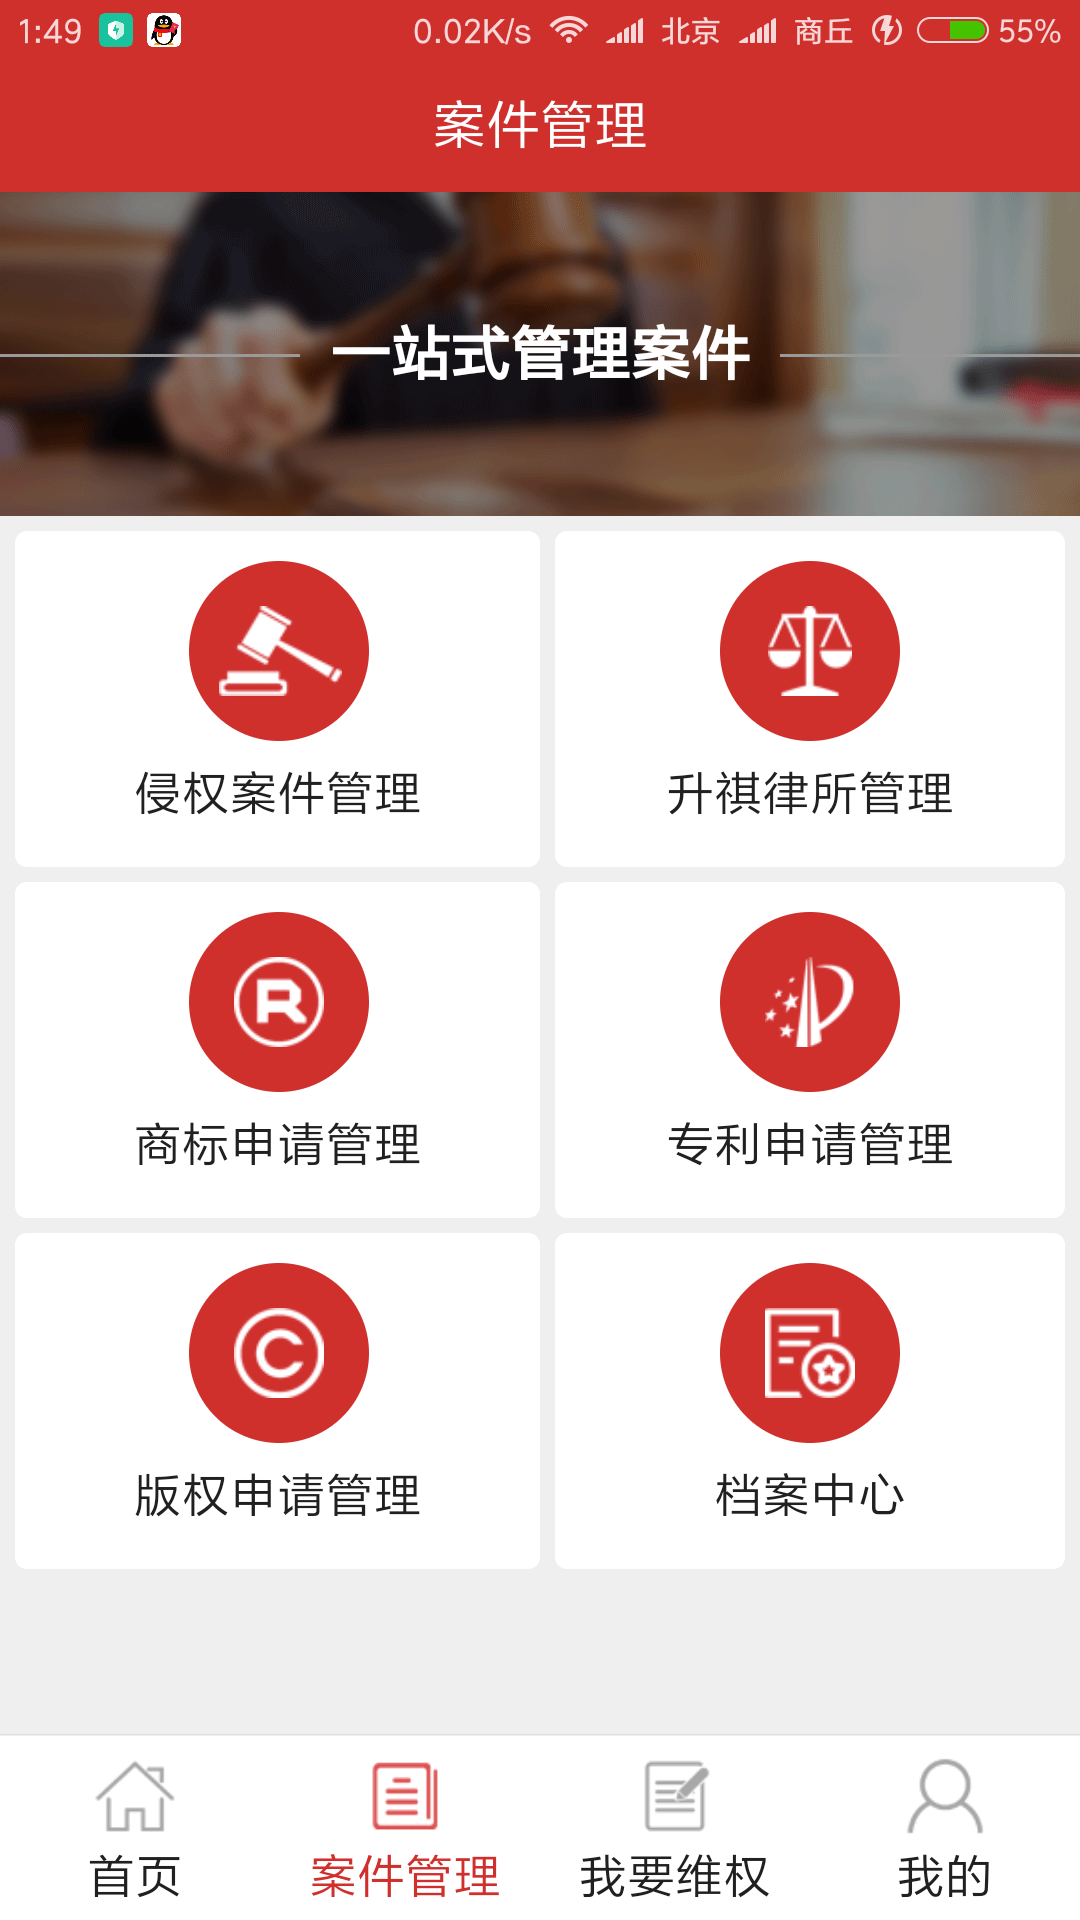 1:49 0.02K/s 北京 商丘 55%
案件管理
一站式管理案件
侵权案件管理 升祺律所管理
R
商标申请管理 专利申请管理
C
版权申请管理 档案中心
首页 案件管理 我要维权 我的